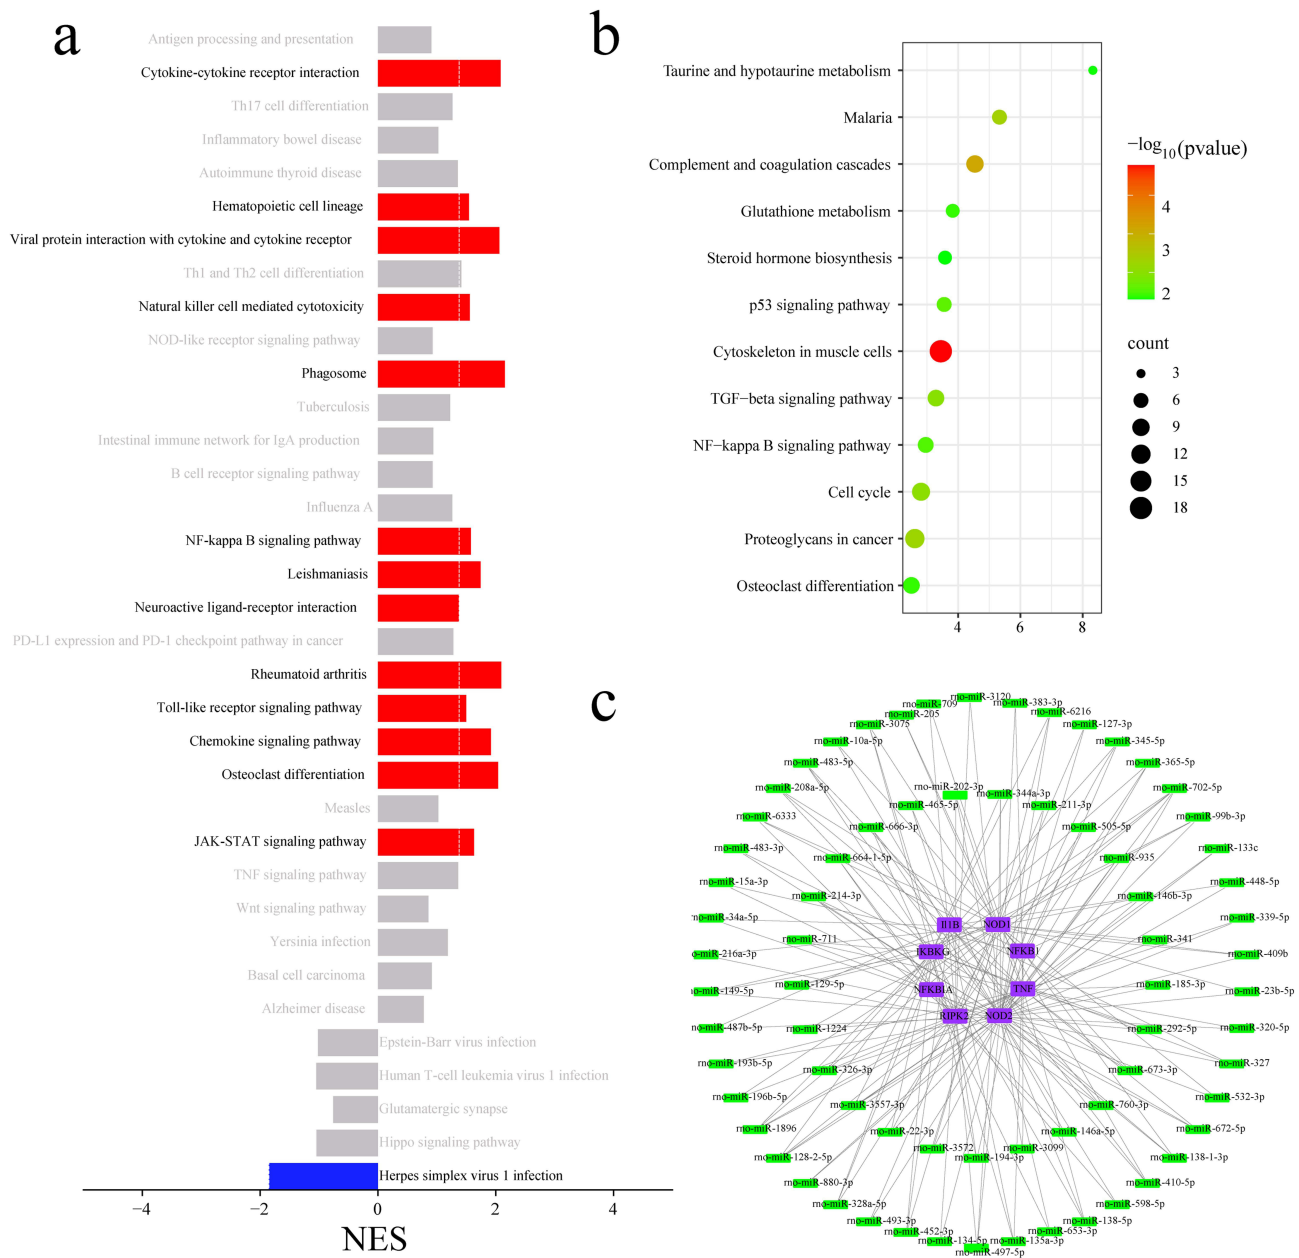 a
Antigen processing and presentation
Cytokine-cytokine receptor interaction
Th17 cell differentiation
Inflammatory bowel disease
Autoimmune thyroid disease
Hematopoietic cell lineage
Viral protein interaction with cytokine and cytokine receptor
Th1 and Th2 cell differentiation
Natural killer cell mediated cytotoxicity
NOD-like receptor signaling pathway
Phagosome
Tuberculosis
Intestinal immune network for IgA production
B cell receptor signaling pathway
Influenza A
NF-kappa B signaling pathway
Leishmaniasis
Neuroactive ligand-receptor interaction
PD-L1 expression and PD-1 checkpoint pathway in cancer
Rheumatoid arthritis
Toll-like receptor signaling pathway
Chemokine signaling pathway
Osteoclast differentiation
Measles
JAK-STAT signaling pathway
TNF signaling pathway
Wnt signaling pathway
Yersinia infection
Basal cell carcinoma
Alzheimer disease
Epstein-Barr virus infection
Human T-cell leukemia virus 1 infection
Glutamatergic synapse
Hippo signaling pathway
Herpes simplex virus 1 infection
−4 −2 0 2 4
NES
b
Taurine and hypotaurine metabolism
Malaria
Complement and coagulation cascades
Glutathione metabolism
Steroid hormone biosynthesis
p53 signaling pathway
Cytoskeleton in muscle cells
TGF−beta signaling pathway
NF−kappa B signaling pathway
Cell cycle
Proteoglycans in cancer
Osteoclast differentiation
4 6 8
−log10(pvalue)
4
3
2
count
3
6
9
12
15
18
c
rno-miR-3120
rno-miR-709
rno-miR-383-3p
rno-miR-205
rno-miR-6216
rno-miR-3075
rno-miR-127-3p
rno-miR-10a-5p
rno-miR-345-5p
rno-miR-483-5p
rno-miR-365-5p
rno-miR-208a-5p
rno-miR-202-3p
rno-miR-702-5p
rno-miR-344a-3p
rno-miR-465-5p
rno-miR-211-3p
rno-miR-6333
rno-miR-99b-3p
rno-miR-666-3p
rno-miR-505-5p
rno-miR-483-3p
rno-miR-133c
rno-miR-664-1-5p
rno-miR-935
rno-miR-15a-3p
rno-miR-448-5p
rno-miR-214-3p
rno-miR-146b-3p
rno-miR-34a-5p
rno-miR-339-5p
Il1B
NOD1
rno-miR-711
rno-miR-341
rno-miR-216a-3p
IKBKG
NFKB1
rno-miR-409b
rno-miR-129-5p
rno-miR-185-3p
rno-miR-149-5p
NFKBIA
TNF
rno-miR-23b-5p
RIPK2
NOD2
rno-miR-487b-5p
rno-miR-1224
rno-miR-292-5p
rno-miR-320-5p
rno-miR-193b-5p
rno-miR-326-3p
rno-miR-673-3p
rno-miR-327
rno-miR-196b-5p
rno-miR-3557-3p
rno-miR-760-3p
rno-miR-532-3p
rno-miR-1896
rno-miR-22-3p
rno-miR-146a-5p
rno-miR-672-5p
rno-miR-3572
rno-miR-3099
rno-miR-128-2-5p
rno-miR-194-3p
rno-miR-138-1-3p
rno-miR-880-3p
rno-miR-410-5p
rno-miR-328a-5p
rno-miR-598-5p
rno-miR-493-3p
rno-miR-138-5p
rno-miR-452-3p
rno-miR-653-3p
rno-miR-134-5p
rno-miR-135a-3p
rno-miR-497-5p